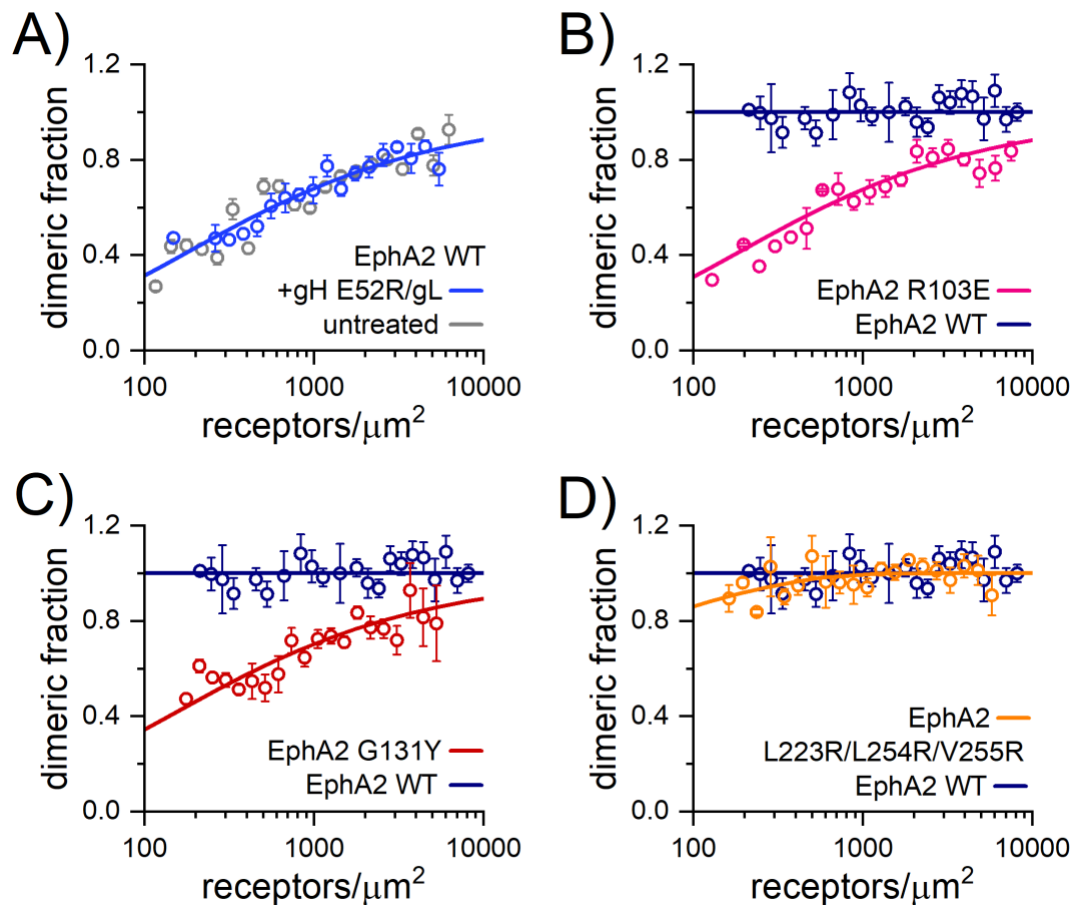 A)
dimeric fraction
1.2
0.8
0.4
0.0
EphA2 WT
+gH E52R/gL
untreated
100
1000
10000
receptors/μm²
B)
dimeric fraction
1.2
0.8
0.4
0.0
EphA2 R103E
EphA2 WT
100
1000
10000
receptors/μm²
C)
dimeric fraction
1.2
0.8
0.4
0.0
EphA2 G131Y
EphA2 WT
100
1000
10000
receptors/μm²
D)
dimeric fraction
1.2
0.8
0.4
0.0
EphA2
L223R/L254R/V255R
EphA2 WT
100
1000
10000
receptors/μm²